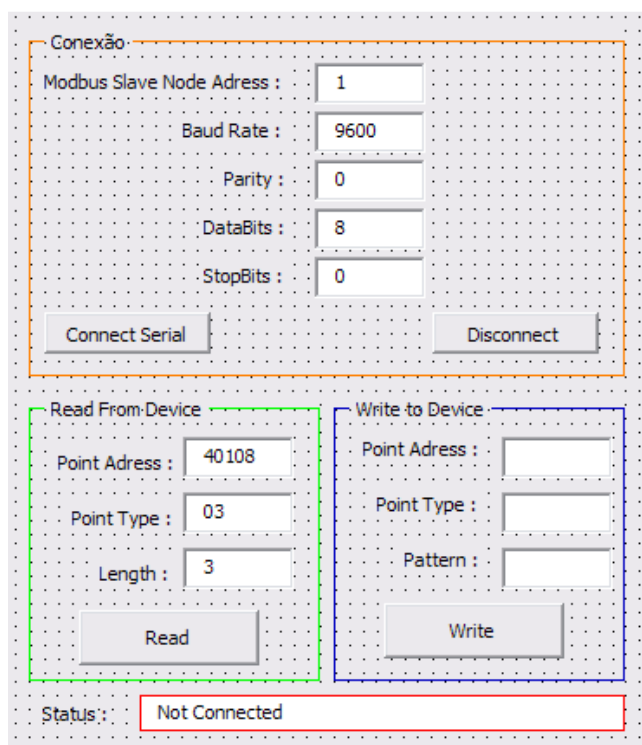 Conexão
Modbus Slave Node Adress : 1
Baud Rate : 9600
Parity : 0
DataBits : 8
StopBits : 0
Connect Serial Disconnect
Read From Device
Point Adress : 40108
Point Type : 03
Length : 3
Read
Write to Device
Point Adress :
Point Type :
Pattern :
Write
Status : Not Connected